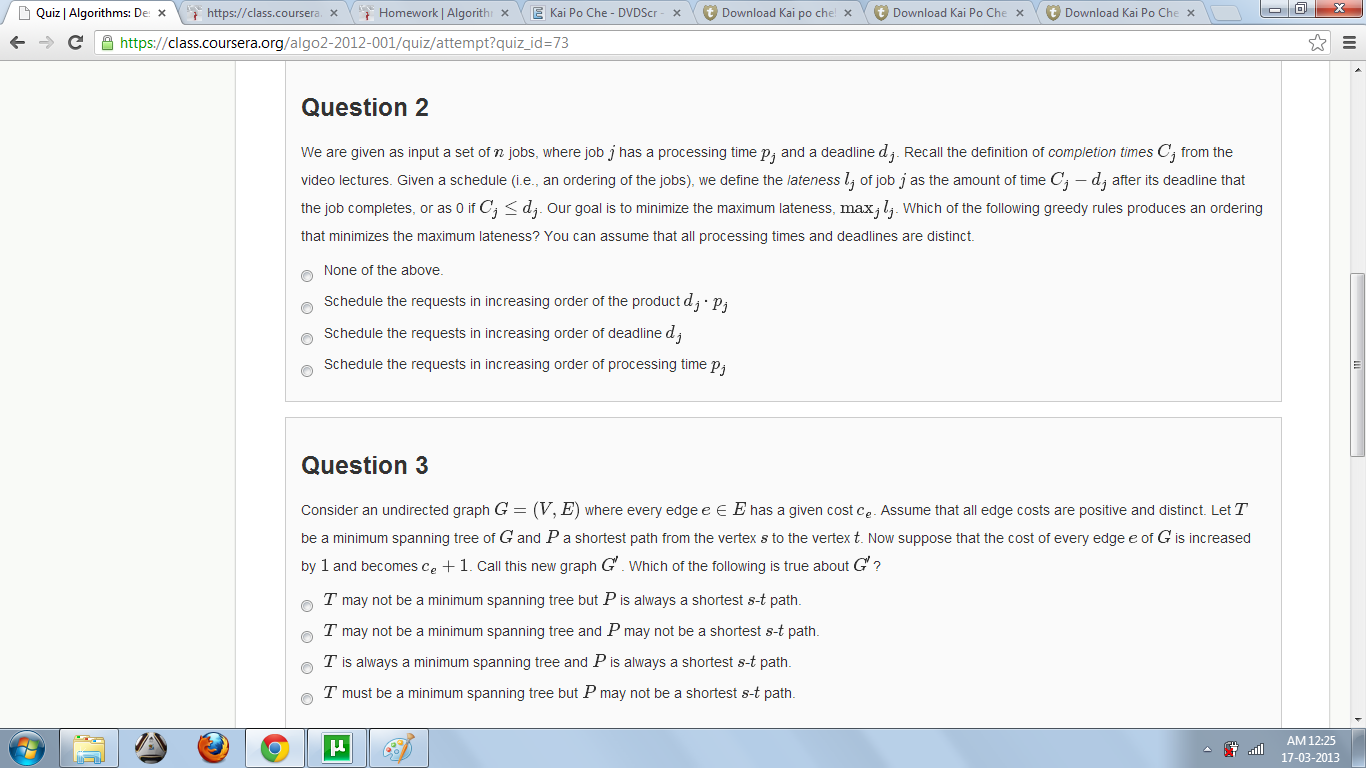 Quiz | Algorithms: De
https://class.coursera.
Homework | Algorith
Kai Po Che - DVDScr -
Download Kai po che
Download Kai Po Che
Download Kai Po Che
https://class.coursera.org/algo2-2012-001/quiz/attempt?quiz_id=73
Question 2
We are given as input a set of n jobs, where job j has a processing time p_j and a deadline d_j. Recall the definition of completion times C_j from the
video lectures. Given a schedule (i.e., an ordering of the jobs), we define the lateness l_j of job j as the amount of time C_j − d_j after its deadline that
the job completes, or as 0 if C_j ≤ d_j. Our goal is to minimize the maximum lateness, max_j l_j. Which of the following greedy rules produces an ordering
that minimizes the maximum lateness? You can assume that all processing times and deadlines are distinct.
None of the above.
Schedule the requests in increasing order of the product d_j · p_j
Schedule the requests in increasing order of deadline d_j
Schedule the requests in increasing order of processing time p_j
Question 3
Consider an undirected graph G = (V, E) where every edge e ∈ E has a given cost c_e. Assume that all edge costs are positive and distinct. Let T
be a minimum spanning tree of G and P a shortest path from the vertex s to the vertex t. Now suppose that the cost of every edge e of G is increased
by 1 and becomes c_e + 1. Call this new graph G′. Which of the following is true about G′?
T may not be a minimum spanning tree but P is always a shortest s-t path.
T may not be a minimum spanning tree and P may not be a shortest s-t path.
T is always a minimum spanning tree and P is always a shortest s-t path.
T must be a minimum spanning tree but P may not be a shortest s-t path.
AM 12:25
17-03-2013